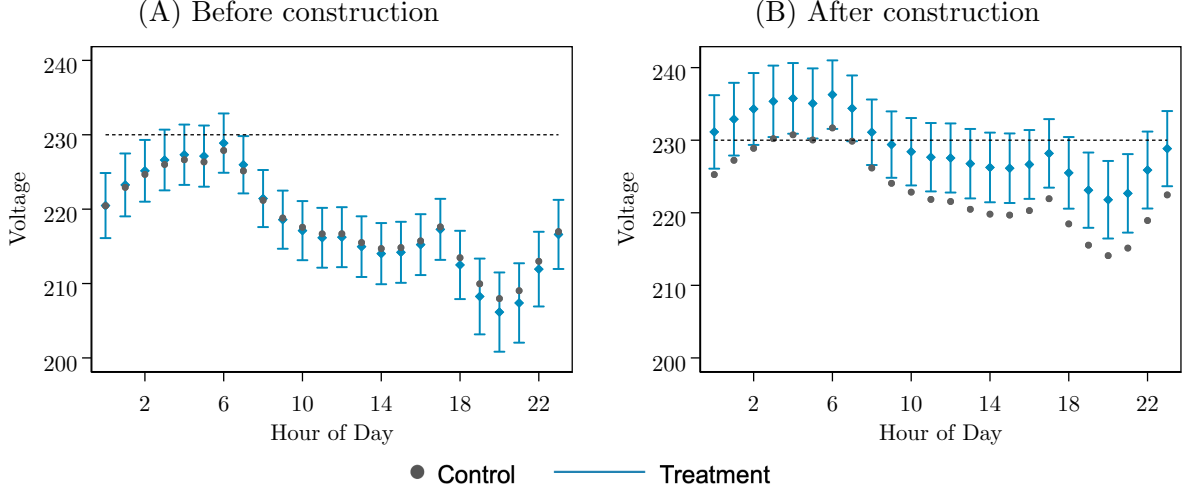 (A) Before construction
240
230
220
210
200
Voltage
2 6 10 14 18 22
Hour of Day
(B) After construction
240
230
220
210
200
Voltage
2 6 10 14 18 22
Hour of Day
Control Treatment